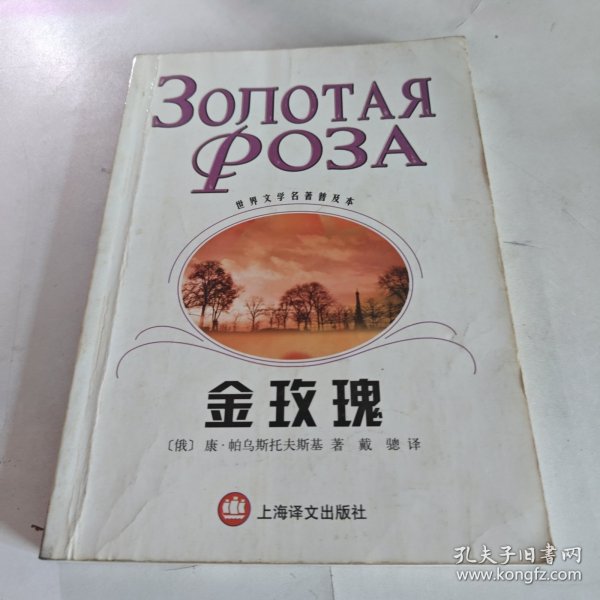 ЗОЛОТАЯ
РОЗА
世界文学名著普及本
金玫瑰
〔俄〕康·帕乌斯托夫斯基 著 戴骢 译
上海译文出版社
孔夫子旧书网
www.kongfz.com